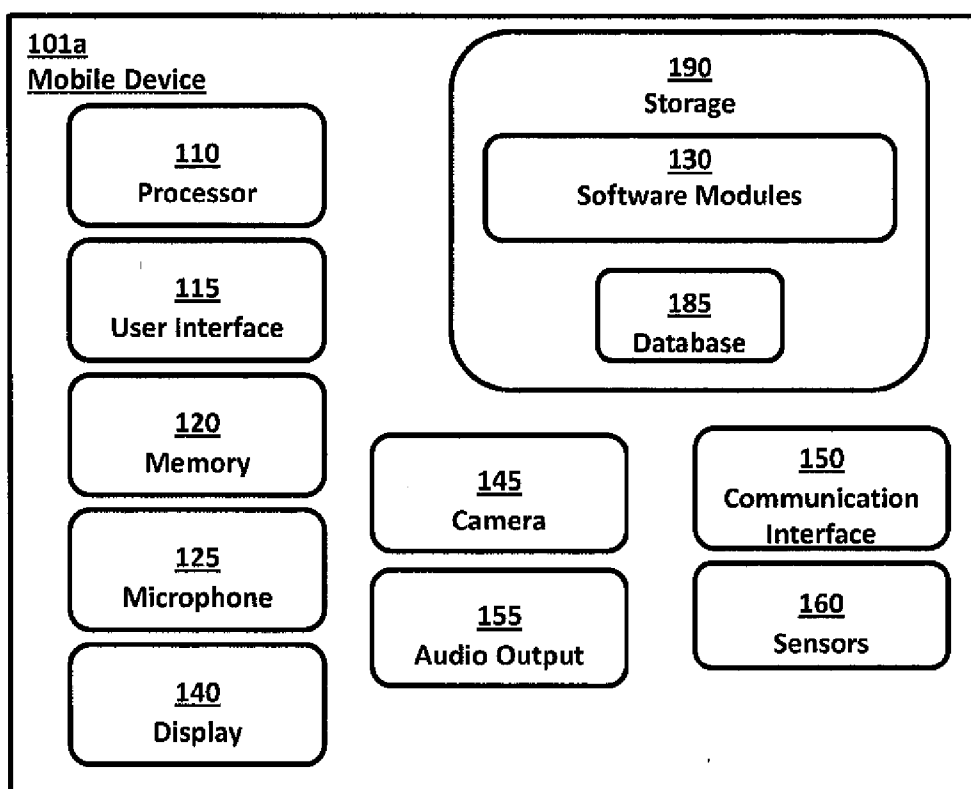 101a
Mobile Device
110
Processor
115
User Interface
120
Memory
125
Microphone
140
Display
190
Storage
130
Software Modules
185
Database
145
Camera
155
Audio Output
150
Communication
Interface
160
Sensors